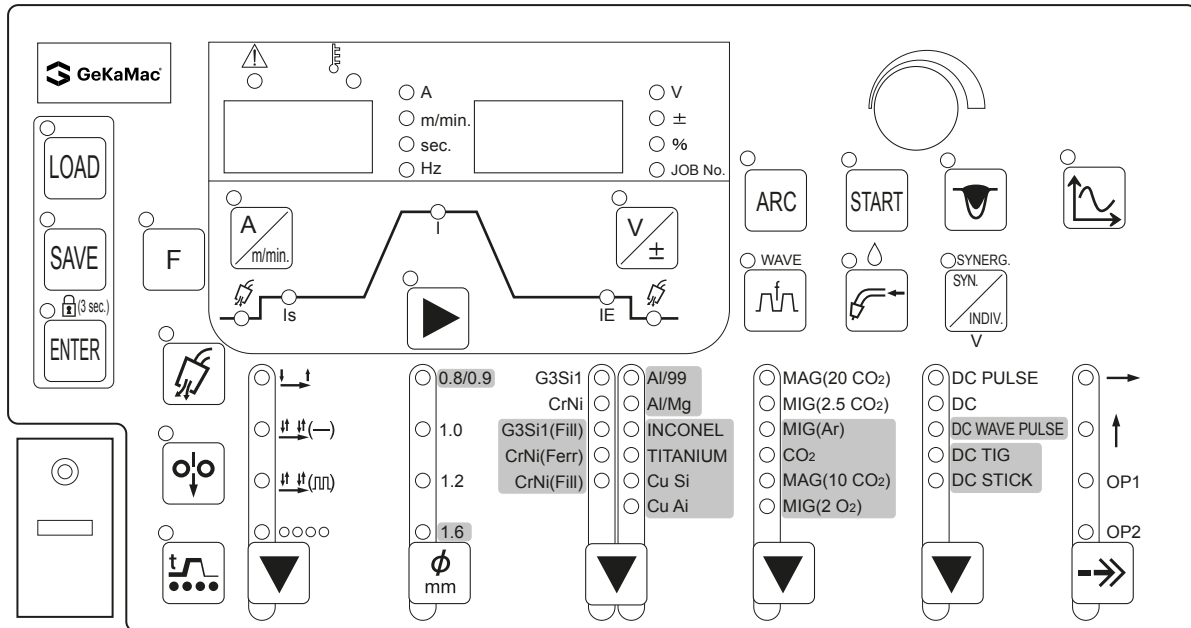 GeKaMac
LOAD
SAVE
(3 sec.)
ENTER
F
A
m/min.
sec.
Hz
V
±
%
JOB No.
A
m/min.
V
±
I
Is
IE
ARC
START
WAVE
f
SYNERG.
SYN.
INDIV.
V
t
(—)
0.8/0.9
1.0
1.2
1.6
ϕ
mm
G3Si1
CrNi
G3Si1(Fill)
CrNi(Ferr)
CrNi(Fill)
Al/99
Al/Mg
INCONEL
TITANIUM
Cu Si
Cu Ai
MAG(20 CO₂)
MIG(2.5 CO₂)
MIG(Ar)
CO₂
MAG(10 CO₂)
MIG(2 O₂)
DC PULSE
DC
DC WAVE PULSE
DC TIG
DC STICK
OP1
OP2